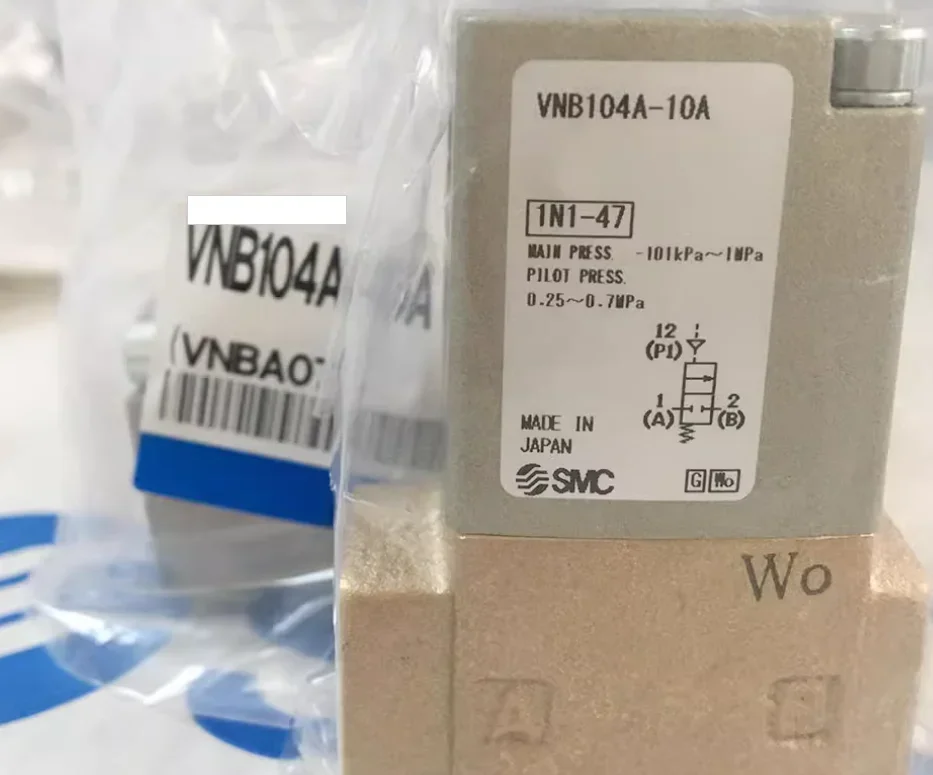 VNB104A-10A
1N1-47
MAIN PRESS. -101kPa~1MPa
PILOT PRESS.
0.25~0.7MPa
12
(P1)
1 2
(A) (B)
MADE IN
JAPAN
SMC
G Wo
Wo
A
VNB104A
(VNBA0